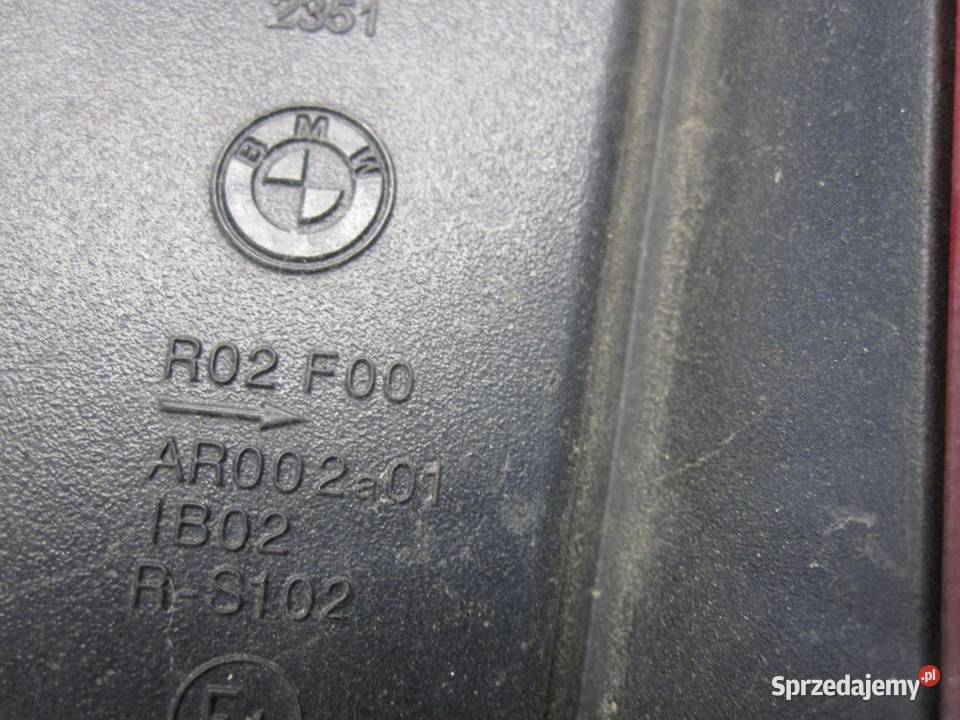 2351
BMW
R02 F00
AR002a01
IB02
R-S102
E
Sprzedajemy.pl